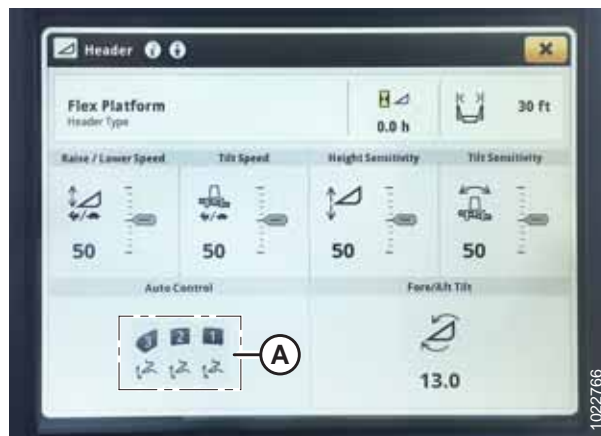 Header
Flex Platform
Header Type
0.0 h
30 ft
Raise / Lower Speed
Tilt Speed
Height Sensitivity
Tilt Sensitivity
50
50
50
50
Auto Control
Fore/Aft Tilt
3 2 1
A
13.0
1022766